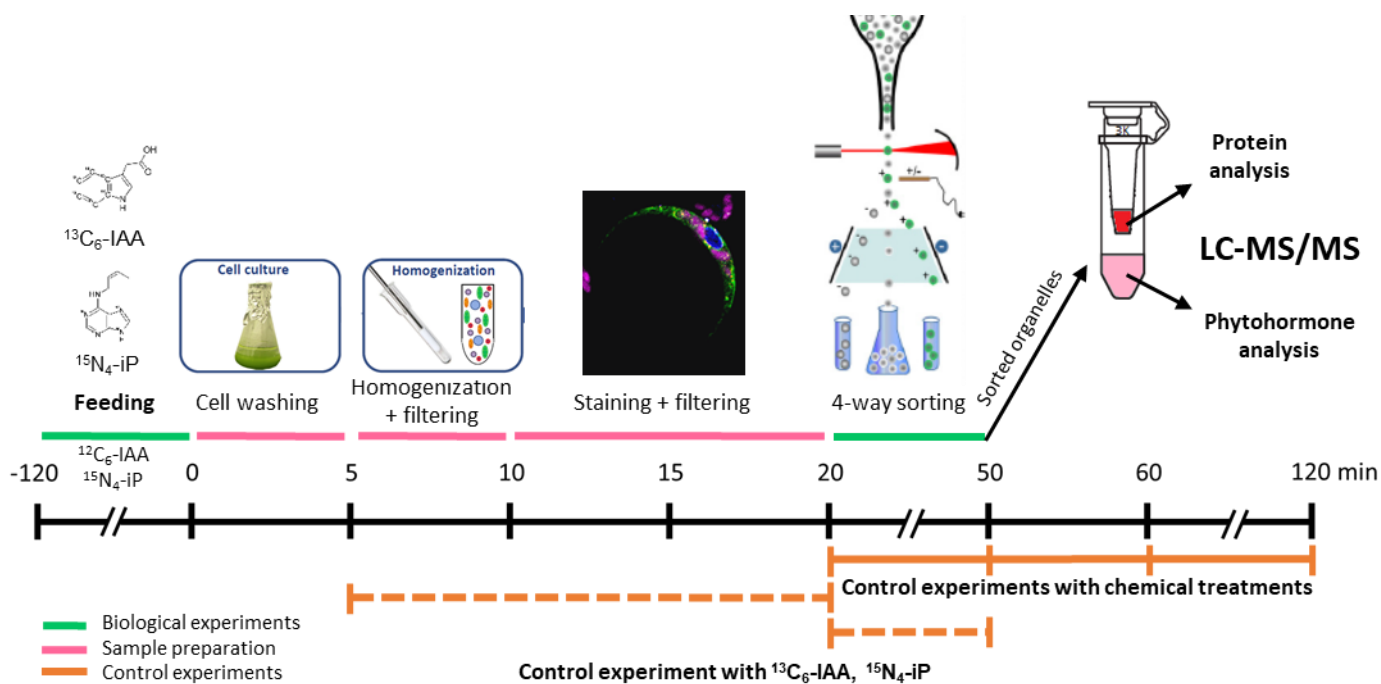 OH
O
NH
¹³C₆-IAA
HN
N
N
¹⁵N₄-iP
Feeding
¹²C₆-IAA
¹⁵N₄-iP
Cell culture
Cell washing
Homogenization
Homogenization
+ filtering
Staining + filtering
+/-
4-way sorting
Sorted organelles
3K
Protein
analysis
LC-MS/MS
Phytohormone
analysis
-120
0
5
10
15
20
50
60
120 min
Control experiments with chemical treatments
Biological experiments
Sample preparation
Control experiments
Control experiment with ¹³C₆-IAA, ¹⁵N₄-iP